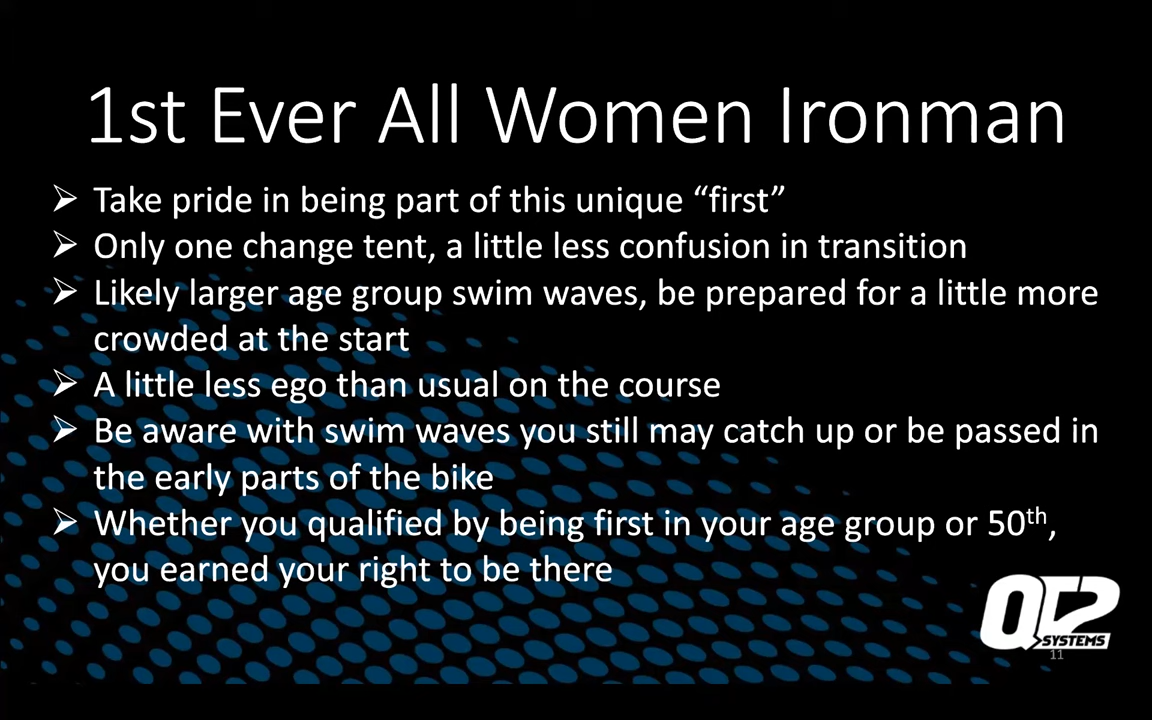 1st Ever All Women Ironman
➢ Take pride in being part of this unique “first”
➢ Only one change tent, a little less confusion in transition
➢ Likely larger age group swim waves, be prepared for a little more
crowded at the start
➢ A little less ego than usual on the course
➢ Be aware with swim waves you still may catch up or be passed in
the early parts of the bike
➢ Whether you qualified by being first in your age group or 50th,
you earned your right to be there
QT2
SYSTEMS
11